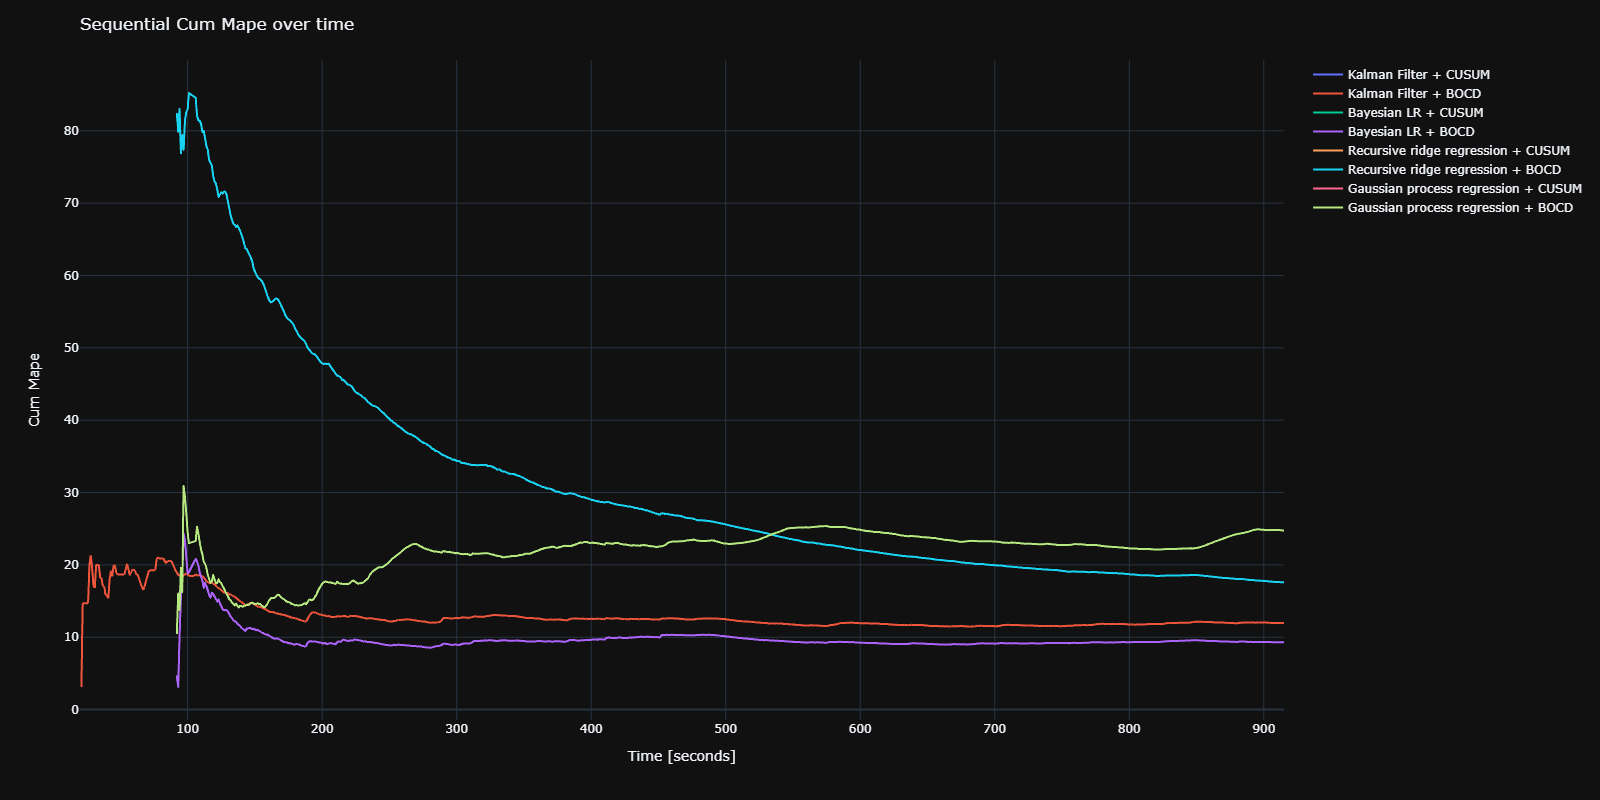 Sequential Cum Mape over time
Kalman Filter + CUSUM
Kalman Filter + BOCD
Bayesian LR + CUSUM
Bayesian LR + BOCD
Recursive ridge regression + CUSUM
Recursive ridge regression + BOCD
Gaussian process regression + CUSUM
Gaussian process regression + BOCD
Cum Mape
80
70
60
50
40
30
20
10
0
100 200 300 400 500 600 700 800 900
Time [seconds]